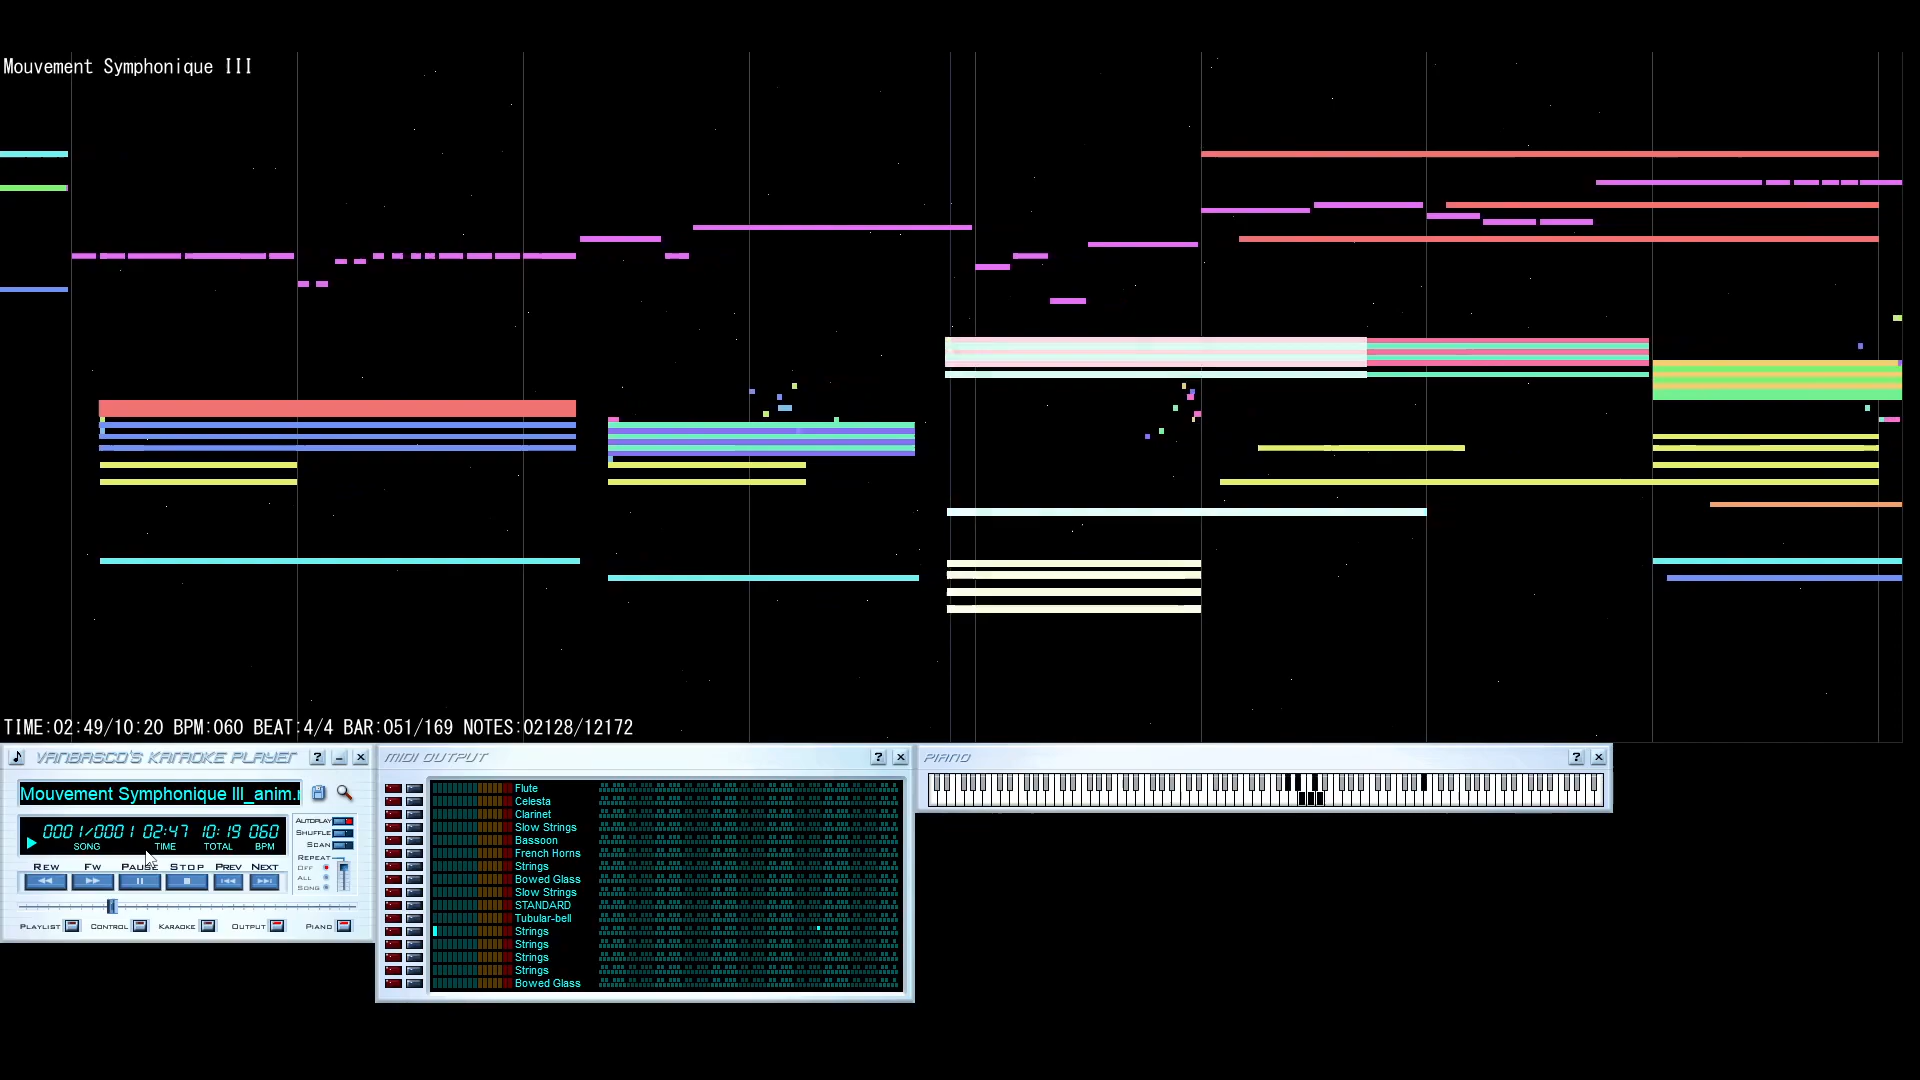 Mouvement Symphonique III
TIME:02:49/10:20 BPM:060 BEAT:4/4 BAR:051/169 NOTES:02128/12172
VANBASCO'S KARAOKE PLAYER
?
Mouvement Symphonique III_anim.
0001/0001 02:47 10:19 060
SONG TIME TOTAL BPM
AUTOPLAY
SHUFFLE
SCAN
REPEAT
OFF
ALL
SONG
REW FW PAUSE STOP PREV NEXT
PLAYLIST CONTROL KARAOKE OUTPUT PIANO
MIDI OUTPUT
?
Flute
Celesta
Clarinet
Slow Strings
Bassoon
French Horns
Strings
Bowed Glass
Slow Strings
STANDARD
Tubular-bell
Strings
Strings
Strings
Strings
Bowed Glass
PIANO
?